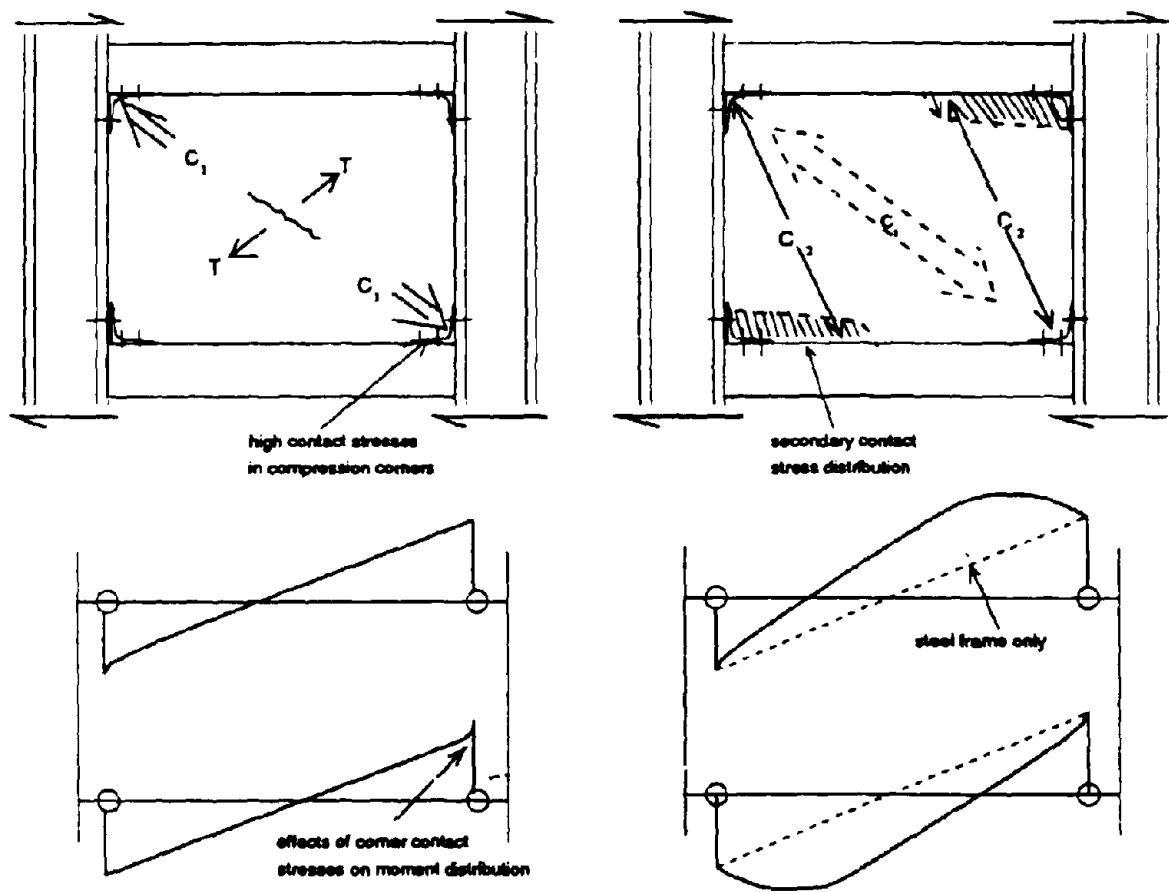 C₁
T
T
C₁
high contact stresses
in compression corners
C₂
C₁
C₂
secondary contact
stress distribution
effects of corner contact
stresses on moment distribution
steel frame only